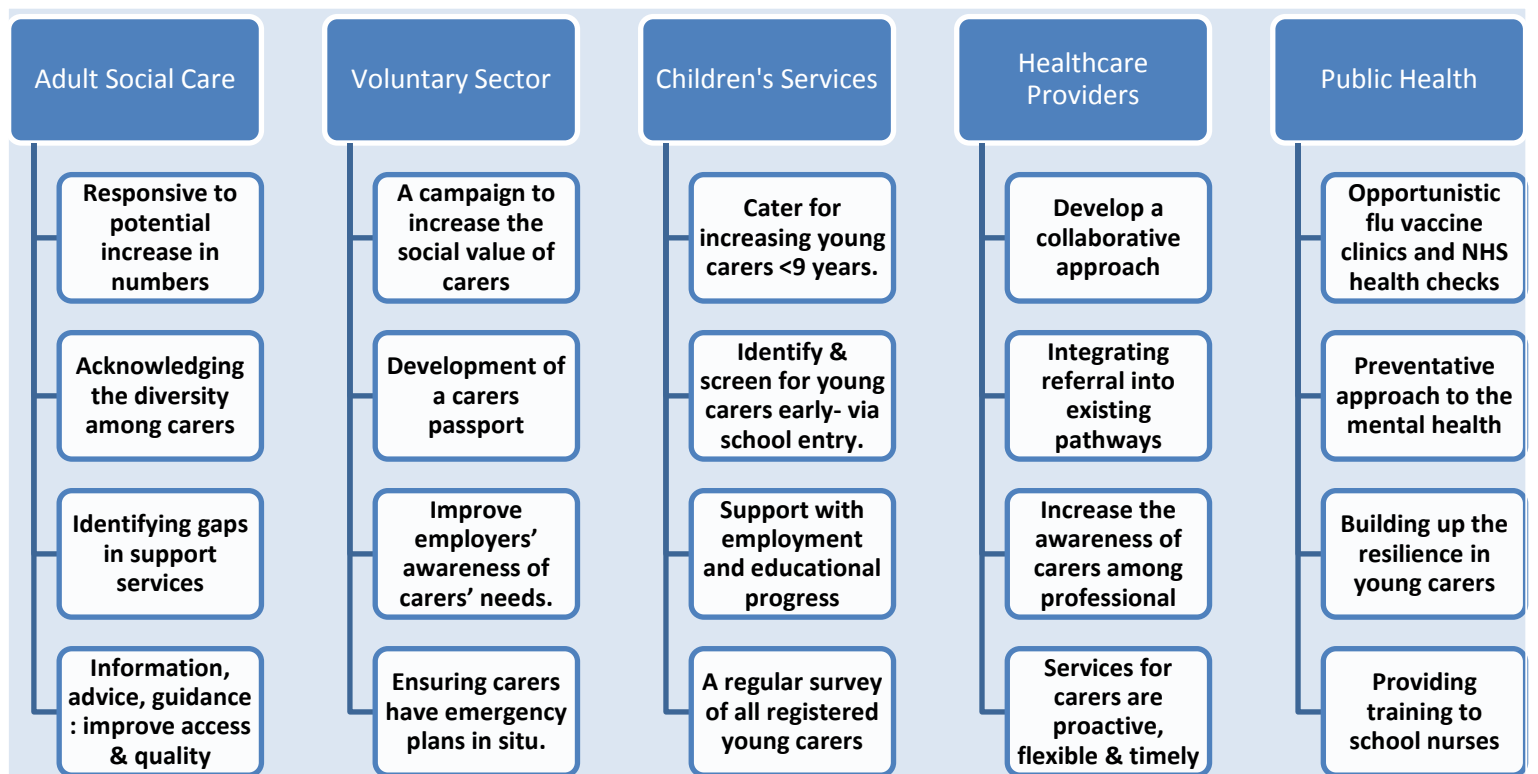 Adult Social Care
Responsive to
potential
increase in
numbers
Acknowledging
the diversity
among carers
Identifying gaps
in support
services
Information,
advice, guidance
: improve access
& quality
Voluntary Sector
A campaign to
increase the
social value of
carers
Development of
a carers
passport
Improve
employers’
awareness of
carers’ needs.
Ensuring carers
have emergency
plans in situ.
Children's Services
Cater for
increasing young
carers <9 years.
Identify &
screen for young
carers early- via
school entry.
Support with
employment
and educational
progress
A regular survey
of all registered
young carers
Healthcare
Providers
Develop a
collaborative
approach
Integrating
referral into
existing
pathways
Increase the
awareness of
carers among
professional
Services for
carers are
proactive,
flexible & timely
Public Health
Opportunistic
flu vaccine
clinics and NHS
health checks
Preventative
approach to the
mental health
Building up the
resilience in
young carers
Providing
training to
school nurses